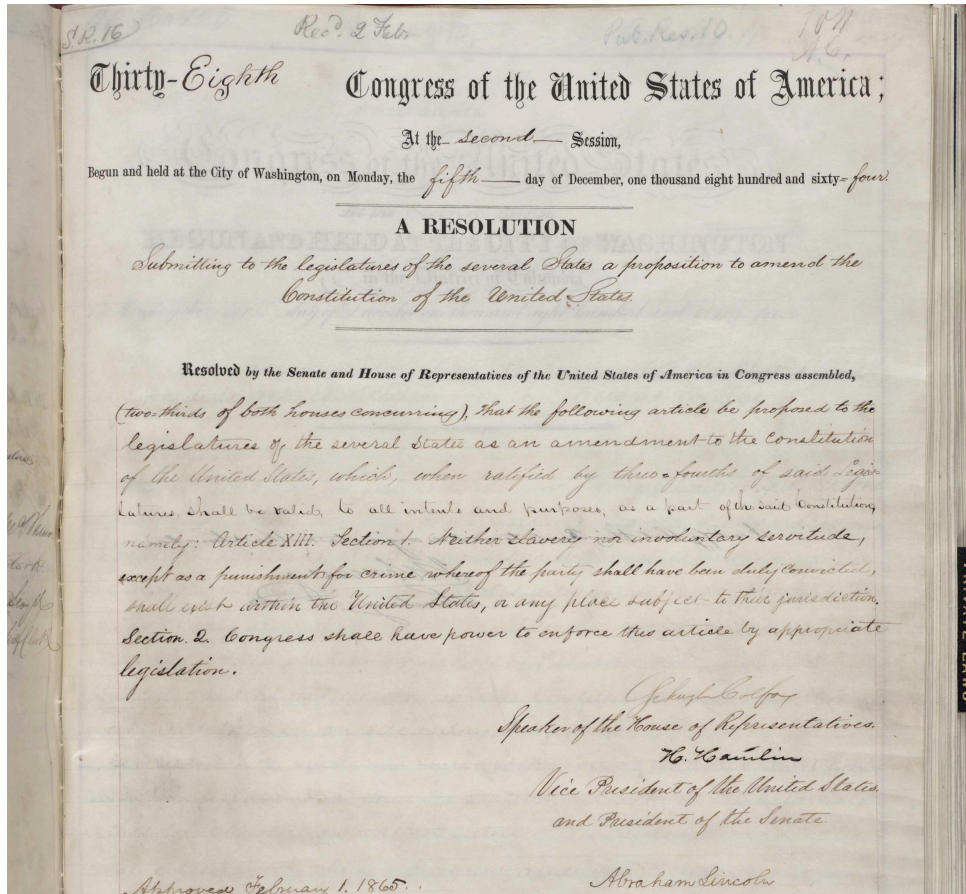 S.R. 16
Rec'd. 2 Feb.
Pub. Res. 10.
Thirty-Eighth Congress of the United States of America;
At the second Session,
Begun and held at the City of Washington, on Monday, the fifth day of December, one thousand eight hundred and sixty-four.
A RESOLUTION
Submitting to the legislatures of the several States a proposition to amend the
Constitution of the United States.
Resolved by the Senate and House of Representatives of the United States of America in Congress assembled,
(two-thirds of both houses concurring), that the following article be proposed to the
legislatures of the several States as an amendment to the Constitution
of the United States, which, when ratified by three-fourths of said Legis-
latures, shall be valid, to all intents and purposes, as a part of the said Constitution,
namely: Article XIII. Section 1. Neither slavery nor involuntary servitude,
except as a punishment for crime whereof the party shall have been duly convicted,
shall exist within the United States, or any place subject to their jurisdiction.
Section. 2. Congress shall have power to enforce this article by appropriate
legislation.
Schuyler Colfax
Speaker of the House of Representatives.
H. Hamlin
Vice President of the United States,
and President of the Senate
Approved February 1. 1865. Abraham Lincoln